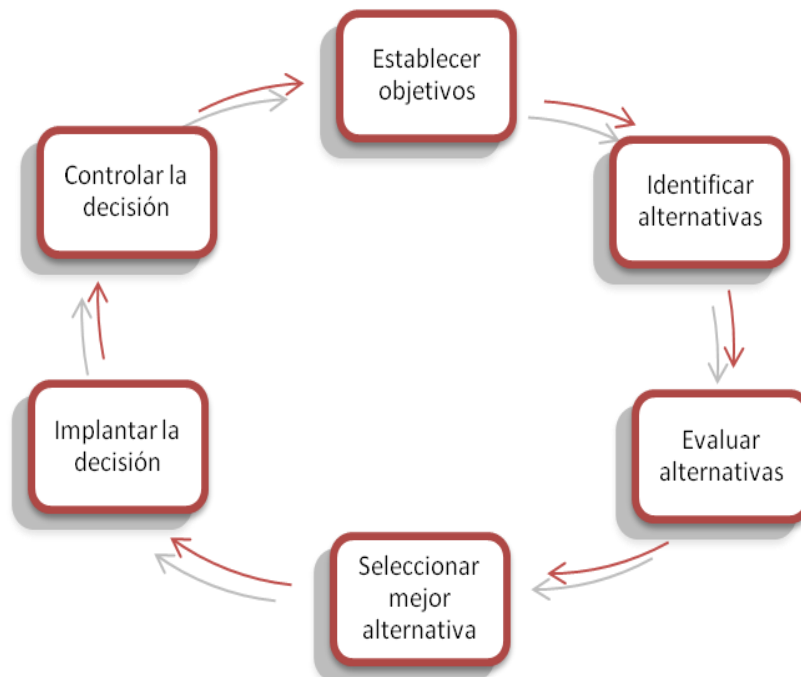 Establecer
objetivos
Identificar
alternativas
Evaluar
alternativas
Seleccionar
mejor
alternativa
Implantar la
decisión
Controlar la
decisión